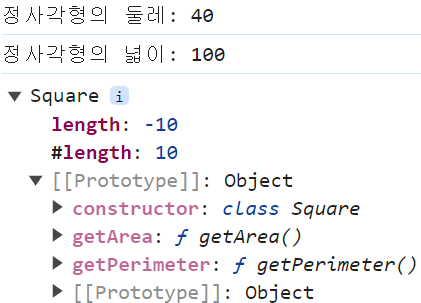 정사각형의 둘레: 40
정사각형의 넓이: 100
▼ Square i
length: -10
#length: 10
▼ [[Prototype]]: Object
▶ constructor: class Square
▶ getArea: ƒ getArea()
▶ getPerimeter: ƒ getPerimeter()
▶ [[Prototype]]: Object